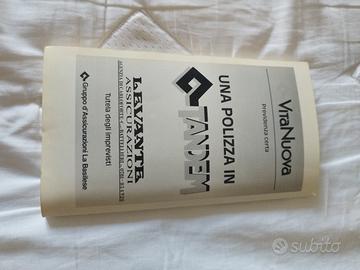 VITANUOVA
previdenza certa
UNA POLIZZA IN
TANDEM
LEVANTE
ASSICURAZIONI
Tutela degli imprevisti
Gruppo d'Assicurazioni La Basilese
subito